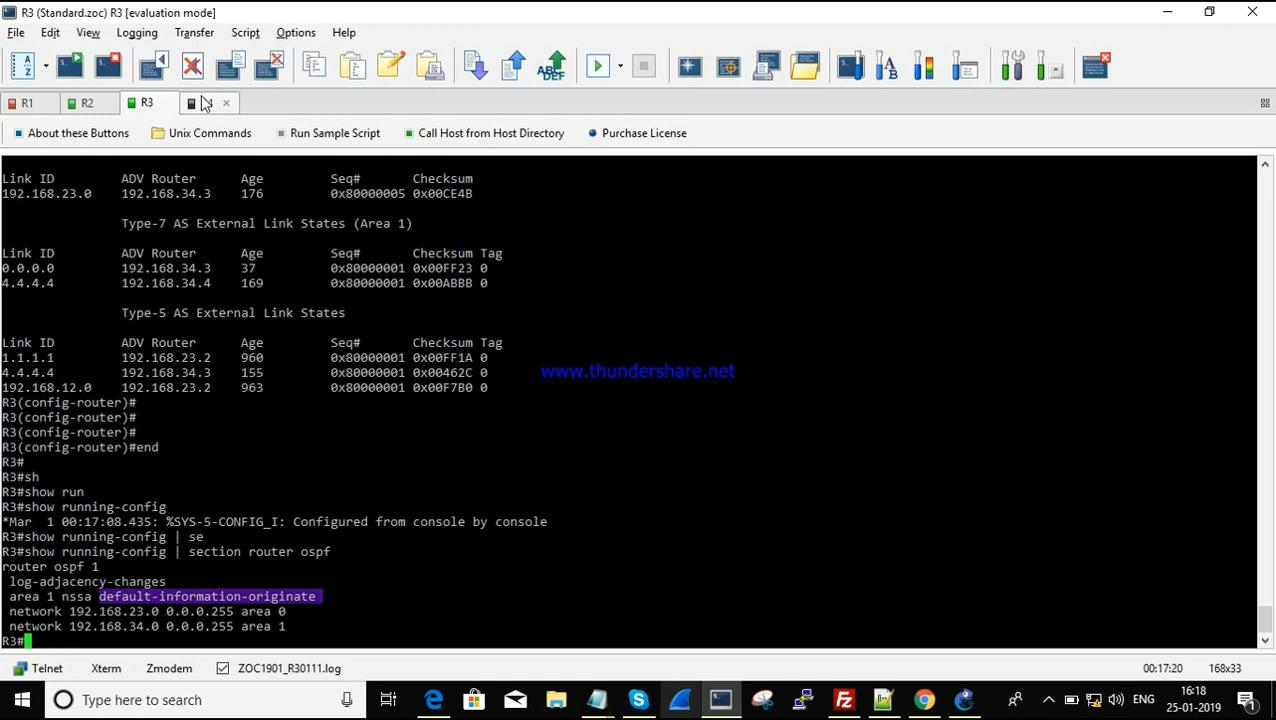 R3 (Standard.zoc) R3 [evaluation mode]
File Edit View Logging Transfer Script Options Help
R1 R2 R3 4
About these Buttons Unix Commands Run Sample Script Call Host from Host Directory Purchase License
Link ID ADV Router Age Seq# Checksum
192.168.23.0 192.168.34.3 176 0x80000005 0x00CE4B
Type-7 AS External Link States (Area 1)
Link ID ADV Router Age Seq# Checksum Tag
0.0.0.0 192.168.34.3 37 0x80000001 0x00FF23 0
4.4.4.4 192.168.34.4 169 0x80000001 0x00ABBB 0
Type-5 AS External Link States
Link ID ADV Router Age Seq# Checksum Tag
1.1.1.1 192.168.23.2 960 0x80000001 0x00FF1A 0
4.4.4.4 192.168.34.3 155 0x80000001 0x00462C 0
www.thundershare.net
192.168.12.0 192.168.23.2 963 0x80000001 0x00F7B0 0
R3(config-router)#
R3(config-router)#
R3(config-router)#
R3(config-router)#end
R3#
R3#sh
R3#show run
R3#show running-config
*Mar 1 00:17:08.435: %SYS-5-CONFIG_I: Configured from console by console
R3#show running-config | se
R3#show running-config | section router ospf
router ospf 1
log-adjacency-changes
area 1 nssa default-information-originate
network 192.168.23.0 0.0.0.255 area 0
network 192.168.34.0 0.0.0.255 area 1
R3#
Telnet Xterm Zmodem ZOC1901_R30111.log 00:17:20 168x33
Type here to search
ENG
16:18
25-01-2019
1